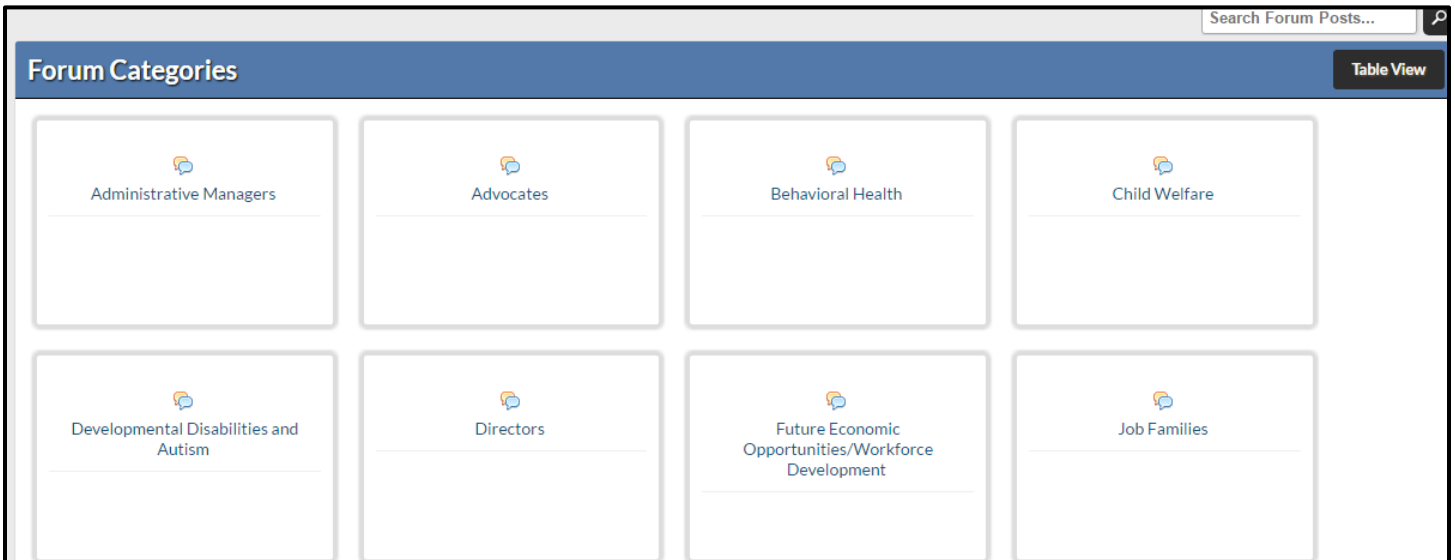 Search Forum Posts...
Forum Categories
Table View
Administrative Managers
Advocates
Behavioral Health
Child Welfare
Developmental Disabilities and
Autism
Directors
Future Economic
Opportunities/Workforce
Development
Job Families